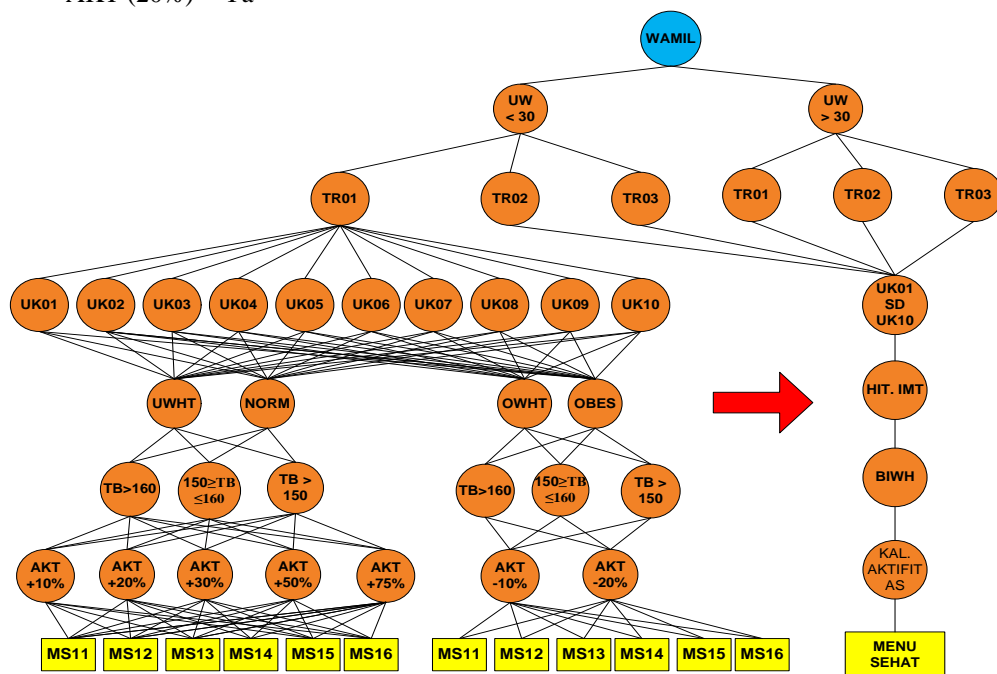 WAMIL
UW
< 30
UW
> 30
TR01
TR02
TR03
TR01
TR02
TR03
UK01
UK02
UK03
UK04
UK05
UK06
UK07
UK08
UK09
UK10
UK01
SD
UK10
UWHT
NORM
OWHT
OBES
HIT. IMT
TB>160
150≥TB
≤160
TB >
150
TB>160
150≥TB
≤160
TB >
150
BIWH
AKT
+10%
AKT
+20%
AKT
+30%
AKT
+50%
AKT
+75%
AKT
-10%
AKT
-20%
KAL.
AKTIFIT
AS
MS11
MS12
MS13
MS14
MS15
MS16
MS11
MS12
MS13
MS14
MS15
MS16
MENU
SEHAT